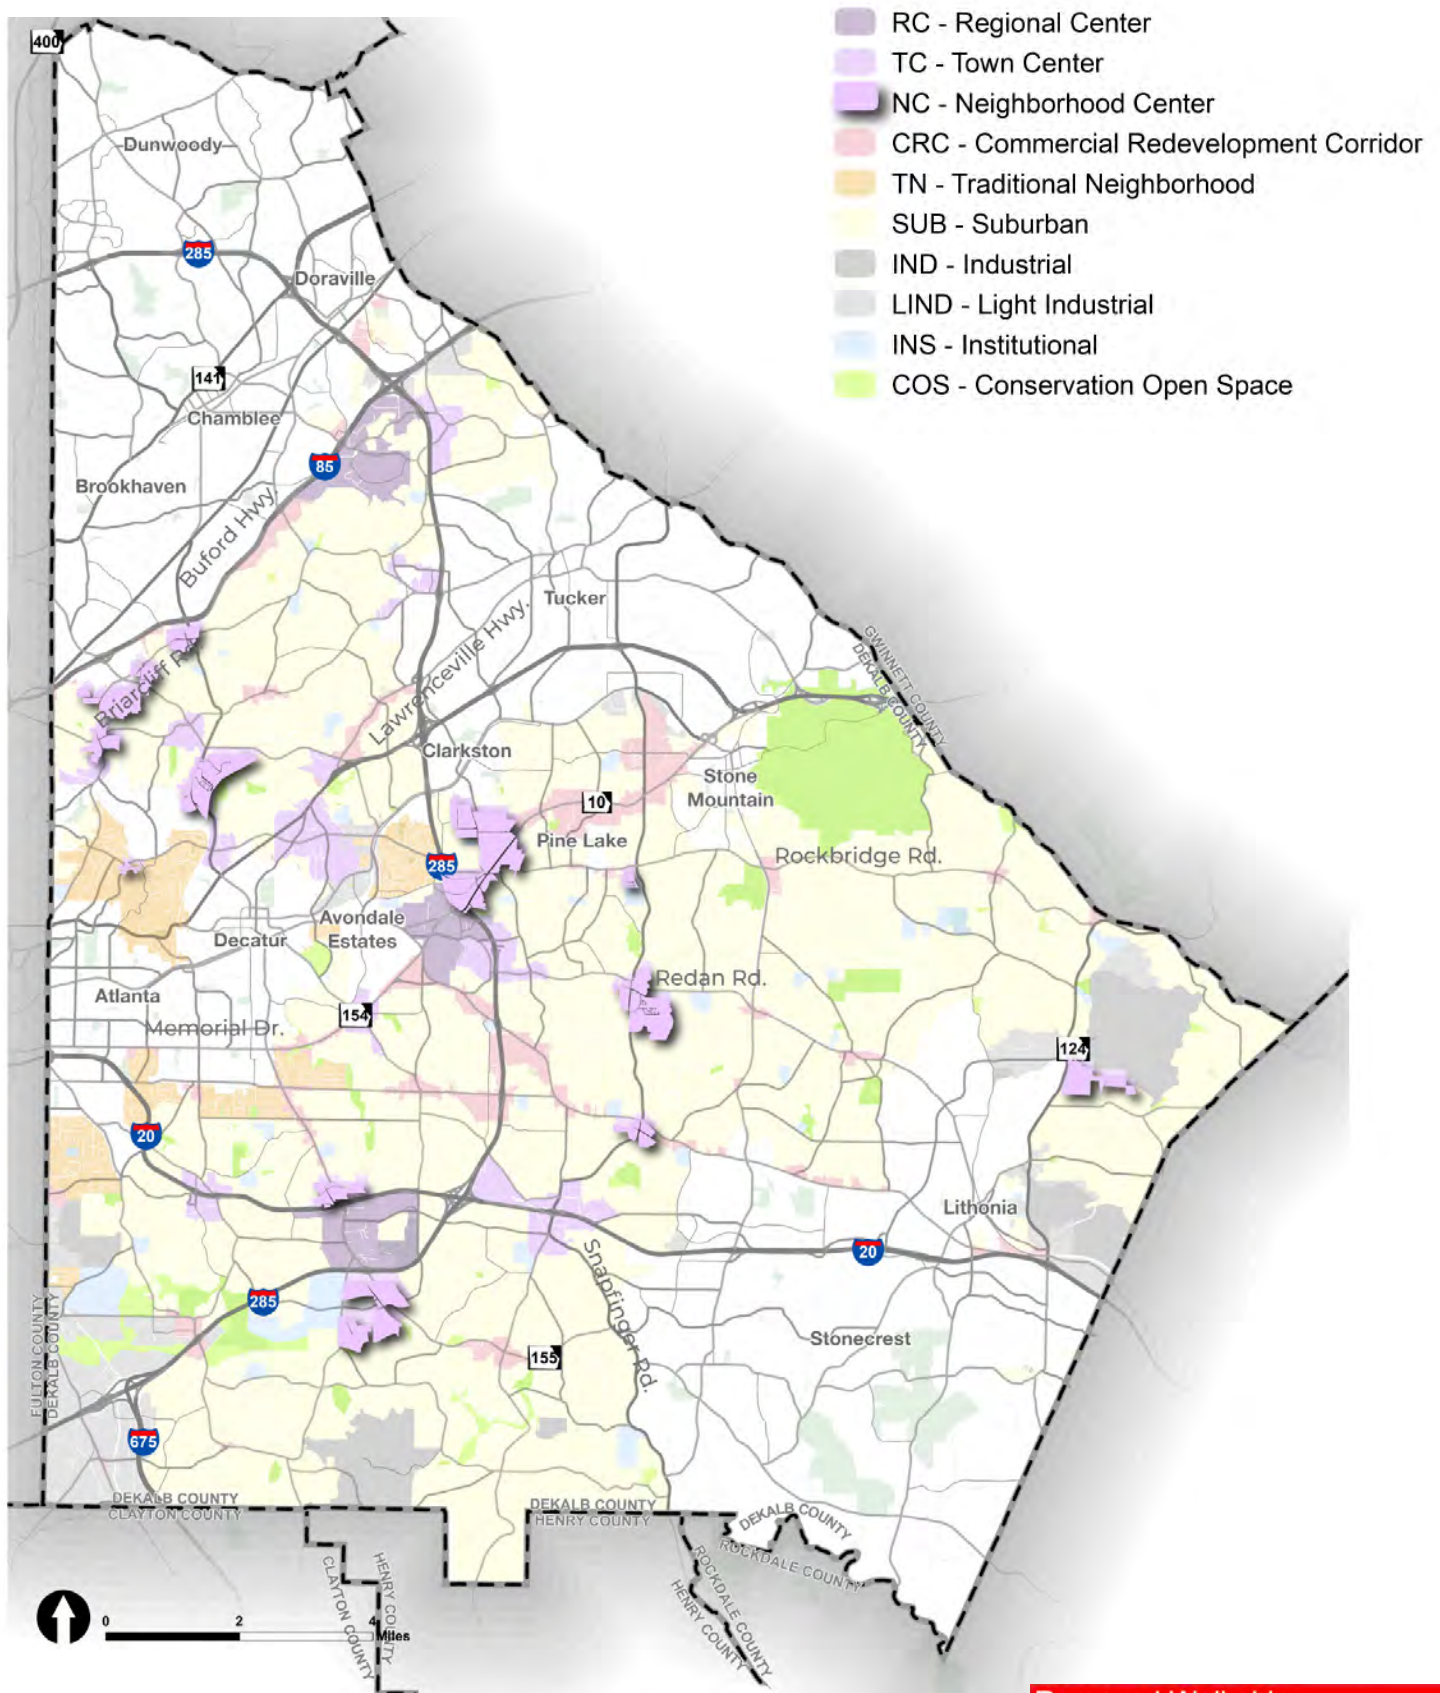 RC - Regional Center
TC - Town Center
NC - Neighborhood Center
CRC - Commercial Redevelopment Corridor
TN - Traditional Neighborhood
SUB - Suburban
IND - Industrial
LIND - Light Industrial
INS - Institutional
COS - Conservation Open Space
400
Dunwoody
285
Doraville
141
Chamblee
85
Brookhaven
Buford Hwy.
Tucker
Lawrenceville Hwy.
GWINNETT COUNTY
DEKALB COUNTY
Briarcliff
Clarkston
Stone
Mountain
10
Pine Lake
Rockbridge Rd.
285
Avondale
Estates
Decatur
Redan Rd.
Atlanta
154
Memorial Dr.
124
20
Lithonia
20
Snapfinger Rd.
285
Stonecrest
155
FULTON COUNTY
DEKALB COUNTY
675
DEKALB COUNTY
CLAYTON COUNTY
DEKALB COUNTY
HENRY COUNTY
DEKALB COUNTY
ROCKDALE COUNTY
HENRY COUNTY
CLAYTON COUNTY
ROCKDALE COUNTY
HENRY COUNTY
0 2 4
Miles